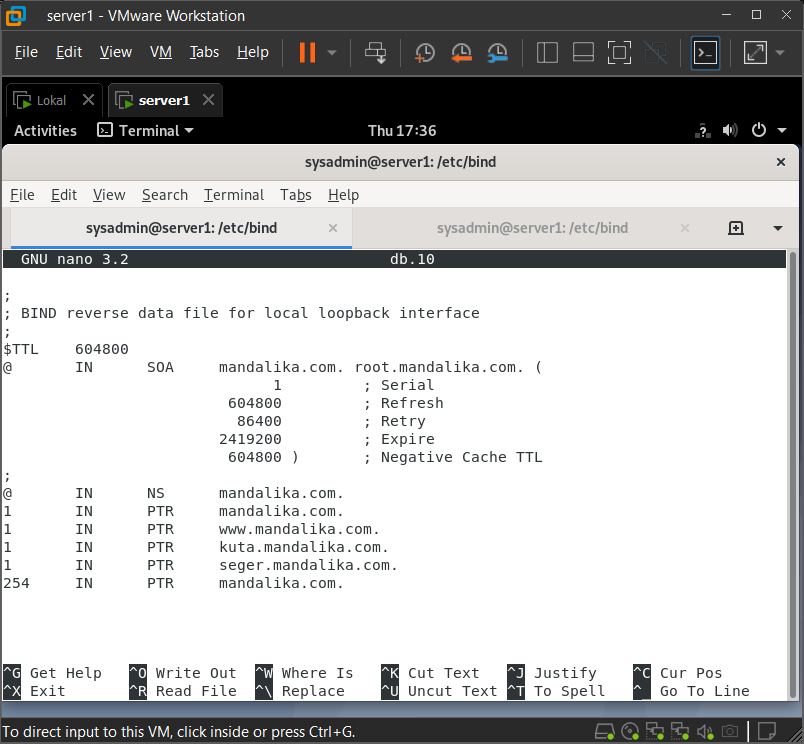 server1 - VMware Workstation
File Edit View VM Tabs Help
Lokal server1
Activities Terminal Thu 17:36
sysadmin@server1: /etc/bind
File Edit View Search Terminal Tabs Help
sysadmin@server1: /etc/bind sysadmin@server1: /etc/bind
GNU nano 3.2 db.10
;
; BIND reverse data file for local loopback interface
;
$TTL 604800
@ IN SOA mandalika.com. root.mandalika.com. (
1 ; Serial
604800 ; Refresh
86400 ; Retry
2419200 ; Expire
604800 ) ; Negative Cache TTL
;
@ IN NS mandalika.com.
1 IN PTR mandalika.com.
1 IN PTR www.mandalika.com.
1 IN PTR kuta.mandalika.com.
1 IN PTR seger.mandalika.com.
254 IN PTR mandalika.com.
^G Get Help ^O Write Out ^W Where Is ^K Cut Text ^J Justify ^C Cur Pos
^X Exit ^R Read File ^\ Replace ^U Uncut Text ^T To Spell ^_ Go To Line
To direct input to this VM, click inside or press Ctrl+G.